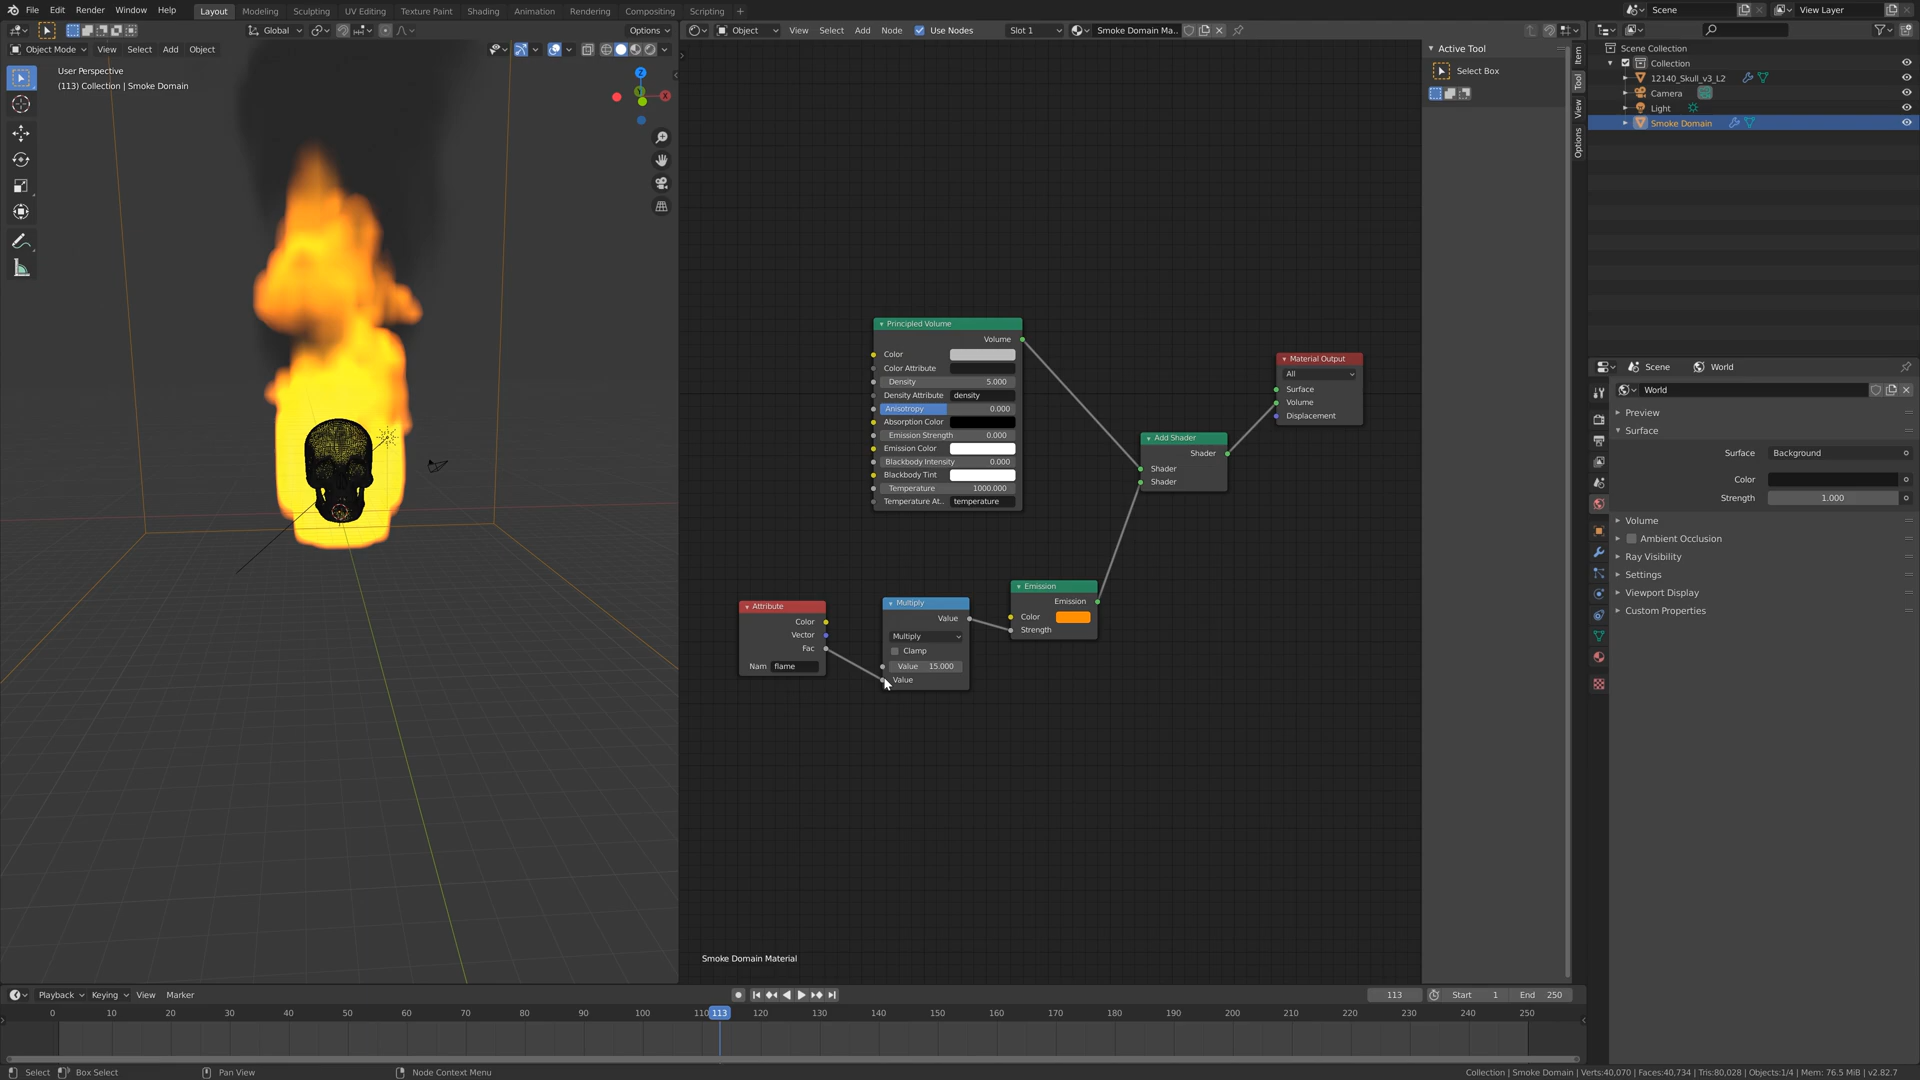 File Edit Render Window Help Layout Modeling Sculpting UV Editing Texture Paint Shading Animation Rendering Compositing Scripting + Scene View Layer
Global Options Object View Select Add Node Use Nodes Slot 1 Smoke Domain Ma...
Object Mode View Select Add Object
User Perspective
(113) Collection | Smoke Domain
Z
Y
X
Principled Volume
Volume
Color
Color Attribute
Density 5.000
Density Attribute density
Anisotropy 0.000
Absorption Color
Emission Strength 0.000
Emission Color
Blackbody Intensity 0.000
Blackbody Tint
Temperature 1000.000
Temperature At.. temperature
Material Output
All
Surface
Volume
Displacement
Add Shader
Shader
Shader
Shader
Attribute
Color
Vector
Fac
Nam flame
Multiply
Value
Multiply
Clamp
Value 15.000
Value
Emission
Emission
Color
Strength
Smoke Domain Material
Active Tool
Select Box
Item
Tool
View
Options
Scene Collection
Collection
12140_Skull_v3_L2
Camera
Light
Smoke Domain
Scene World
World
Preview
Surface
Surface Background
Color
Strength 1.000
Volume
Ambient Occlusion
Ray Visibility
Settings
Viewport Display
Custom Properties
Playback Keying View Marker 113 Start 1 End 250
0 10 20 30 40 50 60 70 80 90 100 110 113 120 130 140 150 160 170 180 190 200 210 220 230 240 250
Select Box Select Pan View Node Context Menu Collection | Smoke Domain | Verts:40,070 | Faces:40,734 | Tris:80,028 | Objects:1/4 | Mem: 76.5 MiB | v2.82.7